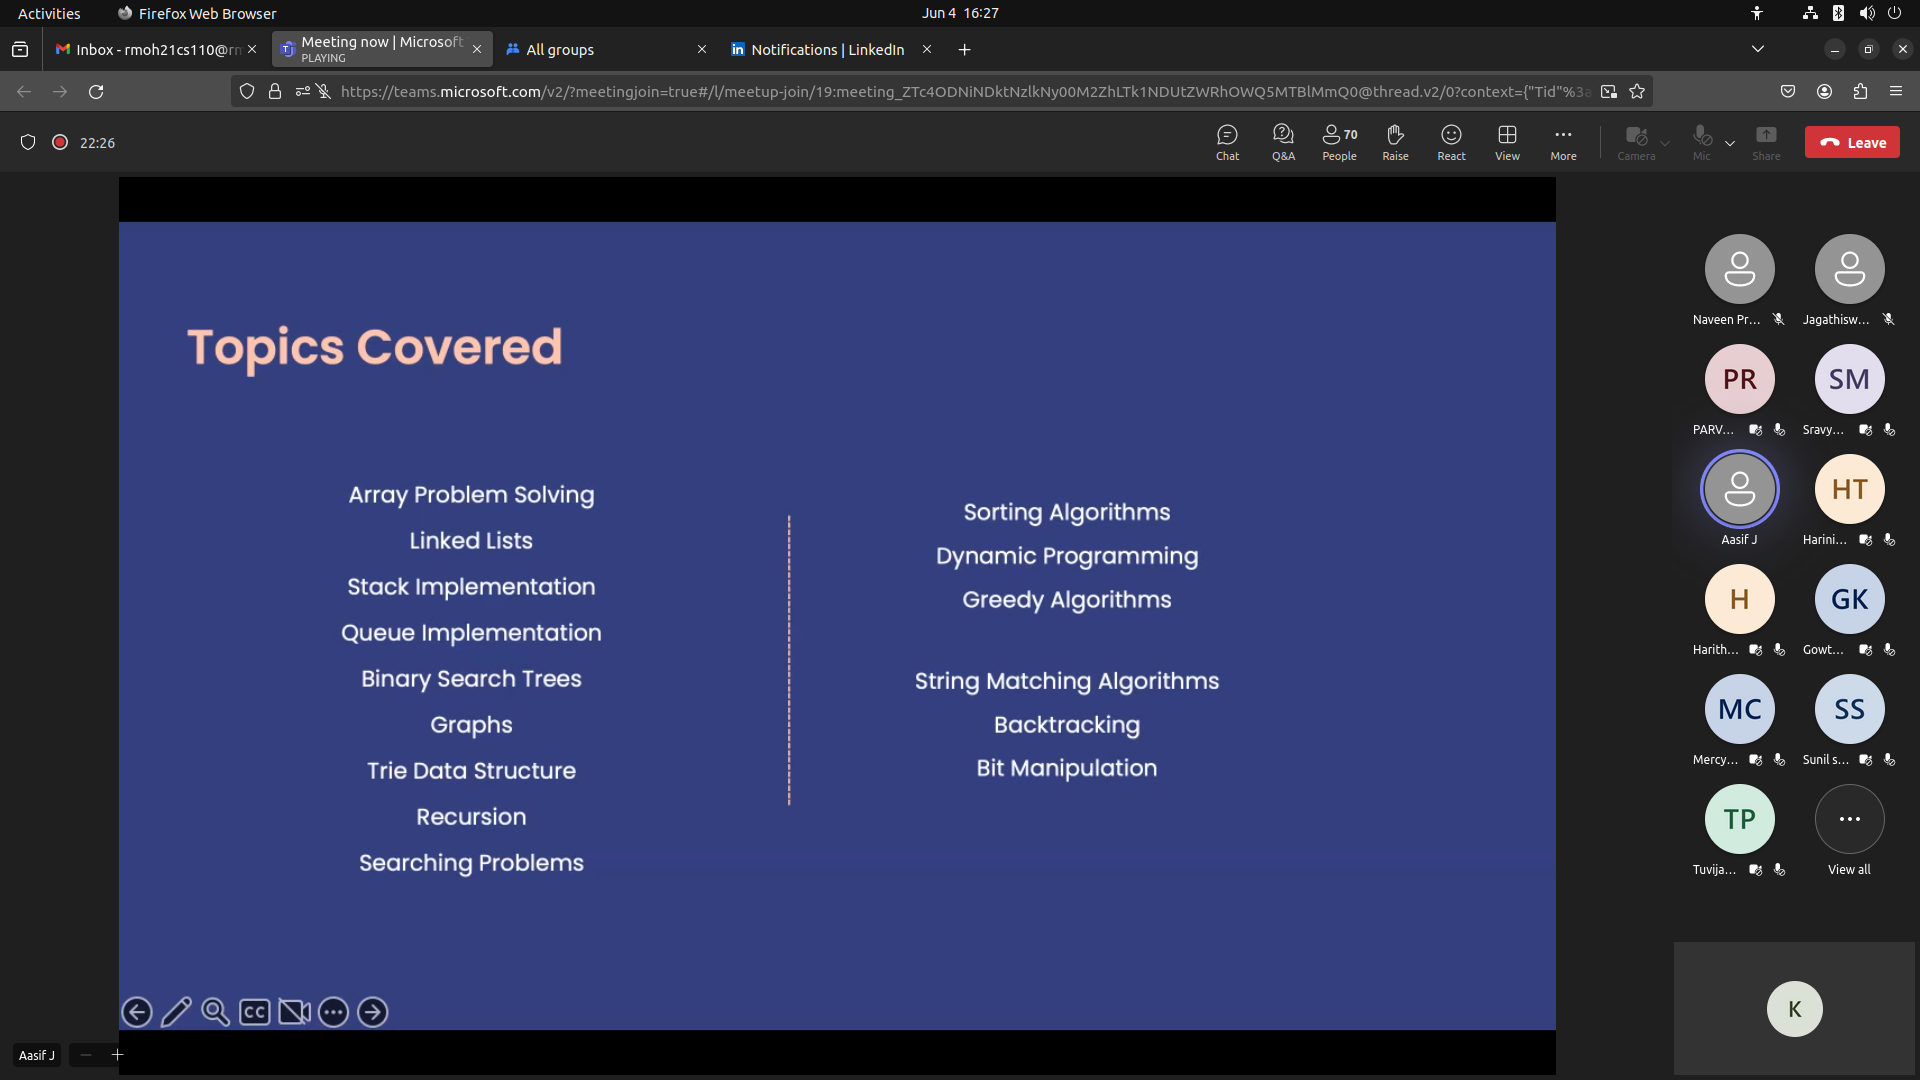 Activities
Firefox Web Browser
Jun 4 16:27
Inbox - rmoh21cs110@rm
Meeting now | Microsoft
PLAYING
All groups
Notifications | LinkedIn
https://teams.microsoft.com/v2/?meetingjoin=true#/l/meetup-join/19:meeting_ZTc4ODNiNDktNzlkNy00M2ZhLTk1NDUtZWRhOWQ5MTBlMmQ0@thread.v2/0?context={"Tid"%3a
22:26
Chat
Q&A
People
70
Raise
React
View
More
Camera
Mic
Share
Leave
Topics Covered
Array Problem Solving
Linked Lists
Stack Implementation
Queue Implementation
Binary Search Trees
Graphs
Trie Data Structure
Recursion
Searching Problems
Sorting Algorithms
Dynamic Programming
Greedy Algorithms
String Matching Algorithms
Backtracking
Bit Manipulation
Naveen Pr...
Jagathisw...
PR
SM
PARV...
Sravy...
HT
Aasif J
Harini...
H
GK
Harith...
Gowt...
MC
SS
Mercy...
Sunil s...
TP
Tuvija...
View all
K
CC
Aasif J